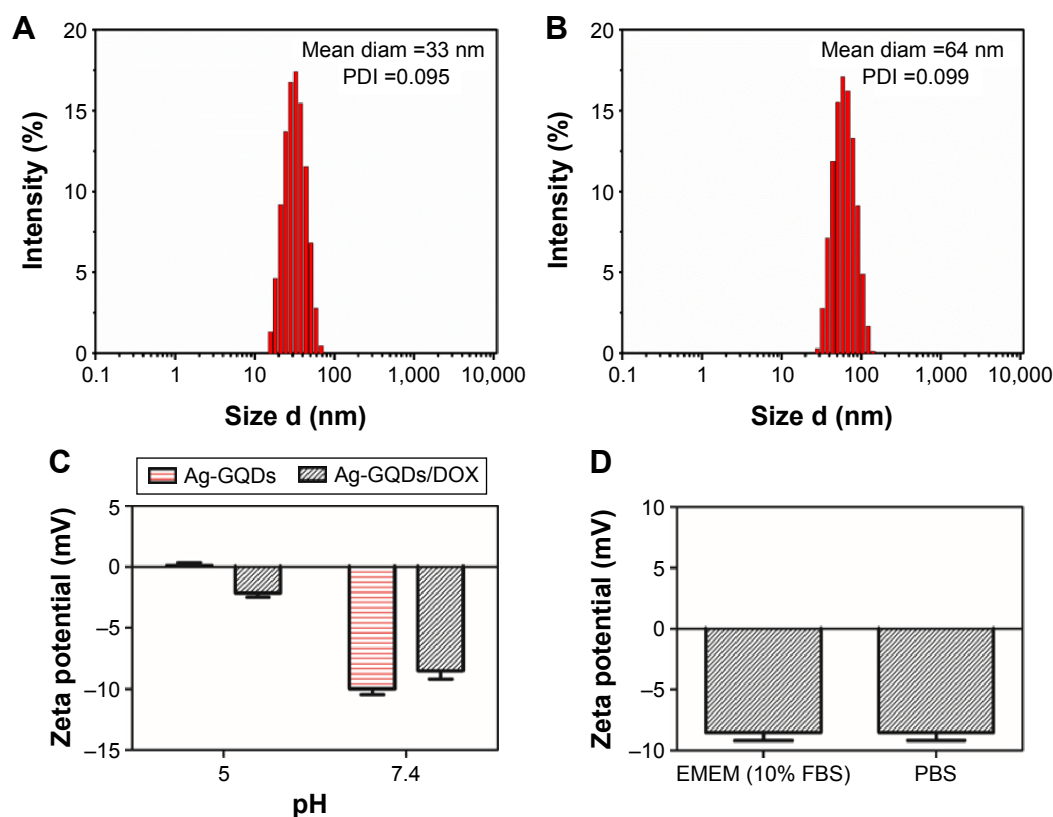 A
Mean diam =33 nm
PDI =0.095
Intensity (%)
20
15
10
5
0
0.1 1 10 100 1,000 10,000
Size d (nm)
B
Mean diam =64 nm
PDI =0.099
Intensity (%)
20
15
10
5
0
0.1 1 10 100 1,000 10,000
Size d (nm)
C
Ag-GQDs Ag-GQDs/DOX
Zeta potential (mV)
5
0
–5
–10
–15
5 7.4
pH
D
Zeta potential (mV)
10
5
0
–5
–10
EMEM (10% FBS) PBS